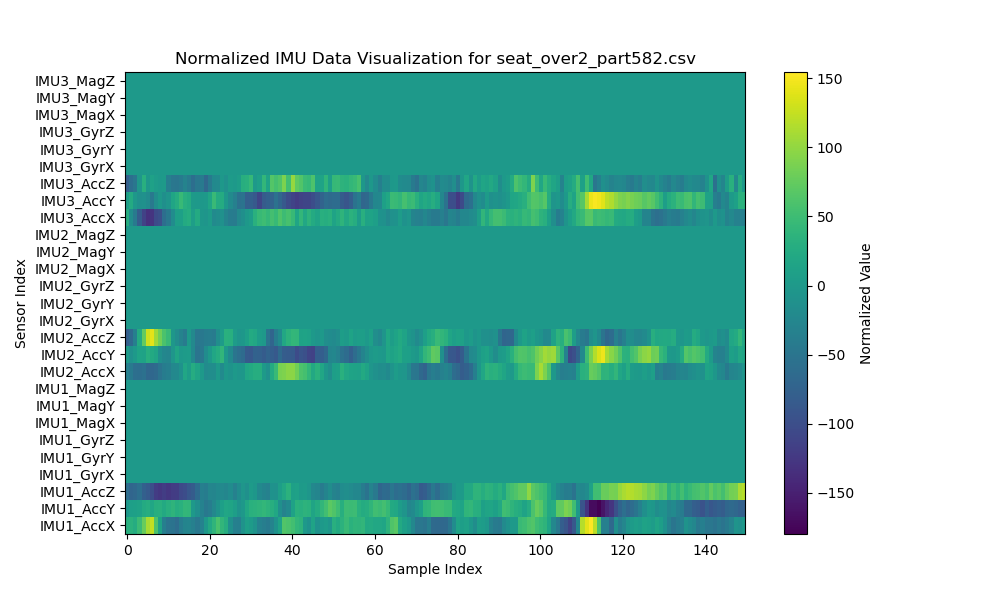 Normalized IMU Data Visualization for seat_over2_part582.csv
IMU3_MagZ
IMU3_MagY
IMU3_MagX
IMU3_GyrZ
IMU3_GyrY
IMU3_GyrX
IMU3_AccZ
IMU3_AccY
IMU3_AccX
IMU2_MagZ
IMU2_MagY
IMU2_MagX
IMU2_GyrZ
IMU2_GyrY
IMU2_GyrX
IMU2_AccZ
IMU2_AccY
IMU2_AccX
IMU1_MagZ
IMU1_MagY
IMU1_MagX
IMU1_GyrZ
IMU1_GyrY
IMU1_GyrX
IMU1_AccZ
IMU1_AccY
IMU1_AccX
Sensor Index
0 20 40 60 80 100 120 140
Sample Index
150
100
50
0
−50
−100
−150
Normalized Value